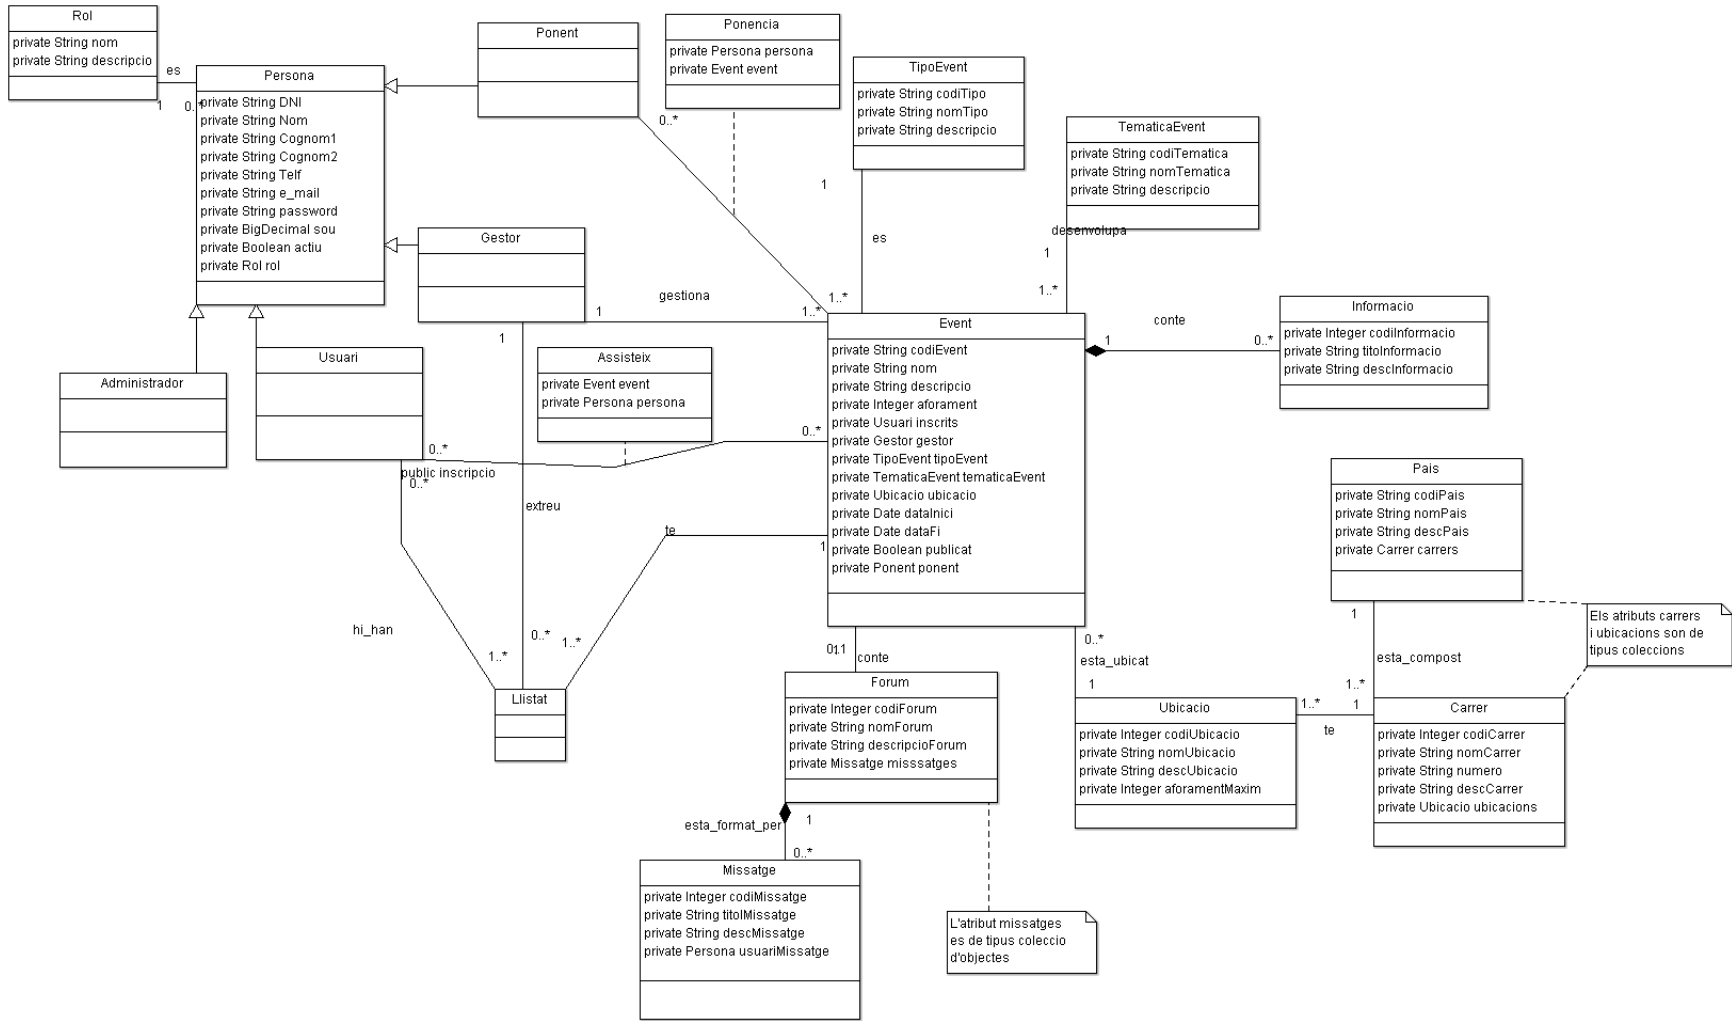 Rol
private String nom
private String descripcio
es
1
0..*
Persona
private String DNI
private String Nom
private String Cognom1
private String Cognom2
private String Telf
private String e_mail
private String password
private BigDecimal sou
private Boolean actiu
private Rol rol
Ponent
0..*
Ponencia
private Persona persona
private Event event
TipoEvent
private String codiTipo
private String nomTipo
private String descripcio
1
es
1..*
TematicaEvent
private String codiTematica
private String nomTematica
private String descripcio
desenvolupa
1
1..*
Gestor
gestiona
1
1..*
1
Administrador
Usuari
0..*
public inscripcio
0..*
Assisteix
private Event event
private Persona persona
0..*
extreu
te
1
Event
private String codiEvent
private String nom
private String descripcio
private Integer aforament
private Usuari inscrits
private Gestor gestor
private TipoEvent tipoEvent
private TematicaEvent tematicaEvent
private Ubicacio ubicacio
private Date dataInici
private Date dataFi
private Boolean publicat
private Ponent ponent
conte
1
0..*
Informacio
private Integer codiInformacio
private String titolnformacio
private String descInformacio
Pais
private String codiPais
private String nomPais
private String descPais
private Carrer carrers
Els atributs carrers
i ubicacions son de
tipus coleccions
1
esta_compost
1..*
hi_han
1..*
0..*
1..*
Llistat
conte
0..*
esta_ubicat
1
Forum
private Integer codiForum
private String nomForum
private String descripcioForum
private Missatge misssatges
Ubicacio
private Integer codiUbicacio
private String nomUbicacio
private String descUbicacio
private Integer aforamentMaxim
1..*
1
te
Carrer
private Integer codiCarrer
private String nomCarrer
private String numero
private String descCarrer
private Ubicacio ubicacions
esta_format_per
1
0..*
Missatge
private Integer codiMissatge
private String titolMissatge
private String descMissatge
private Persona usuariMissatge
L'atribut missatges
es de tipus coleccio
d'objectes